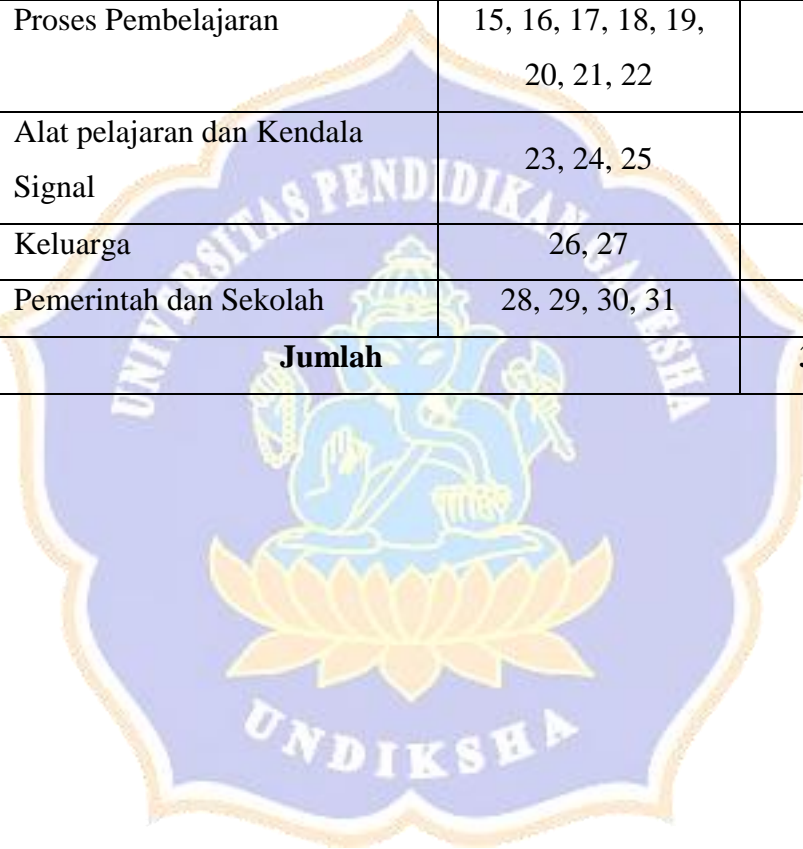 Proses Pembelajaran 15, 16, 17, 18, 19,
20, 21, 22
Alat pelajaran dan Kendala
Signal 23, 24, 25
Keluarga 26, 27
Pemerintah dan Sekolah 28, 29, 30, 31
Jumlah
UNIVERSITAS PENDIDIKAN GANESHA
UNDIKSHA